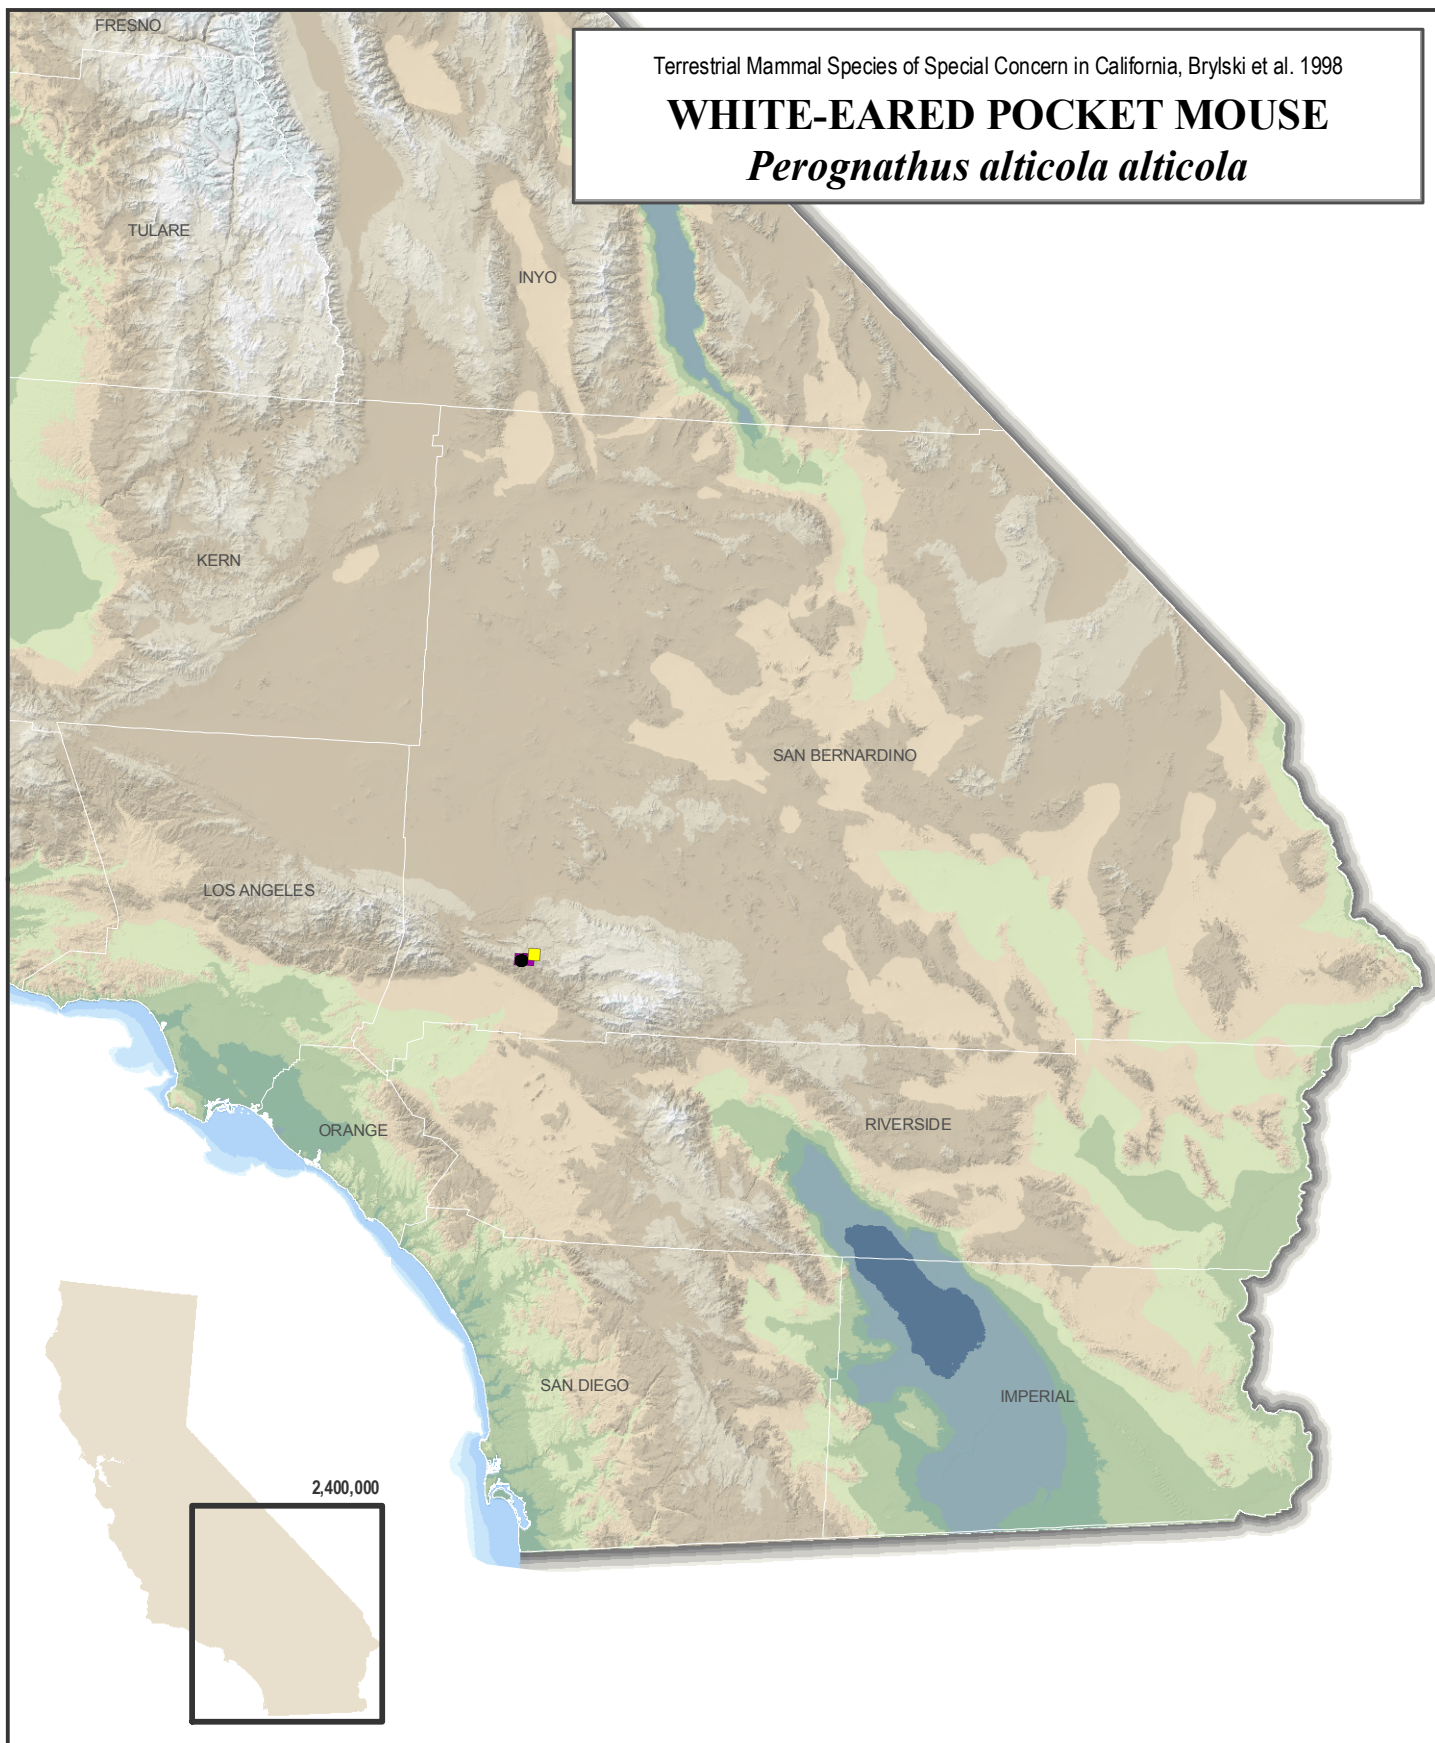 FRESNO
Terrestrial Mammal Species of Special Concern in California, Brylski et al. 1998
WHITE-EARED POCKET MOUSE
Perognathus alticola alticola
TULARE
INYO
KERN
SAN BERNARDINO
LOS ANGELES
RIVERSIDE
ORANGE
SAN DIEGO
IMPERIAL
2,400,000